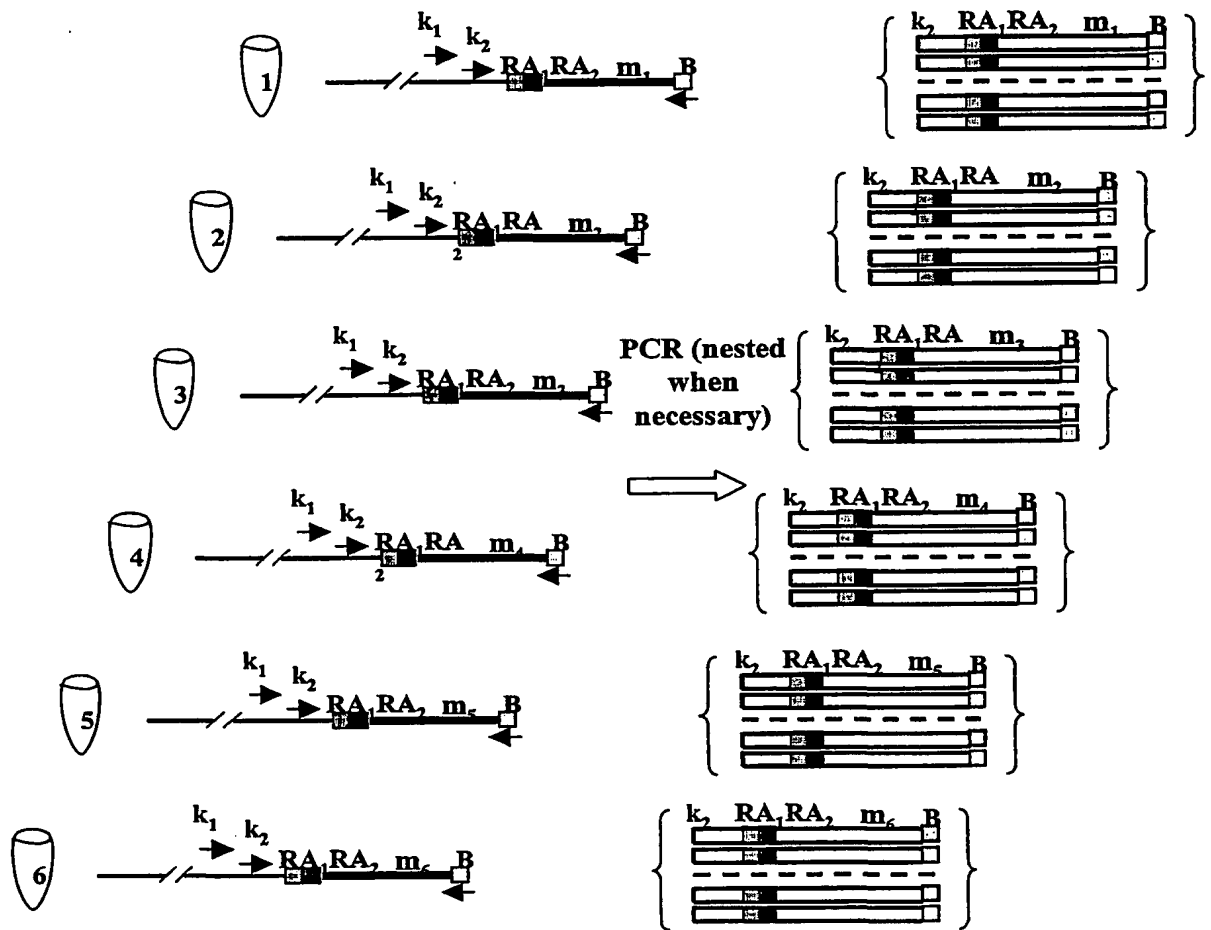 k₁
k₂
RA₁RA₂ m₁ B
1
k₂ RA₁RA₂ m₁ B
k₁
k₂
RA₁RA m₂ B
2
2
k₂ RA₁RA m₂ B
k₁
k₂
RA₁RA₂ m₃ B
3
PCR (nested
when
necessary)
k₂ RA₁RA m₃ B
k₁
k₂
RA₁RA m₄ B
2
4
k₂ RA₁RA₂ m₄ B
k₁
k₂
RA₁RA₂ m₅ B
5
k₂ RA₁RA₂ m₅ B
k₁
k₂
RA₁RA₂ m₆ B
6
k₂ RA₁RA₂ m₆ B